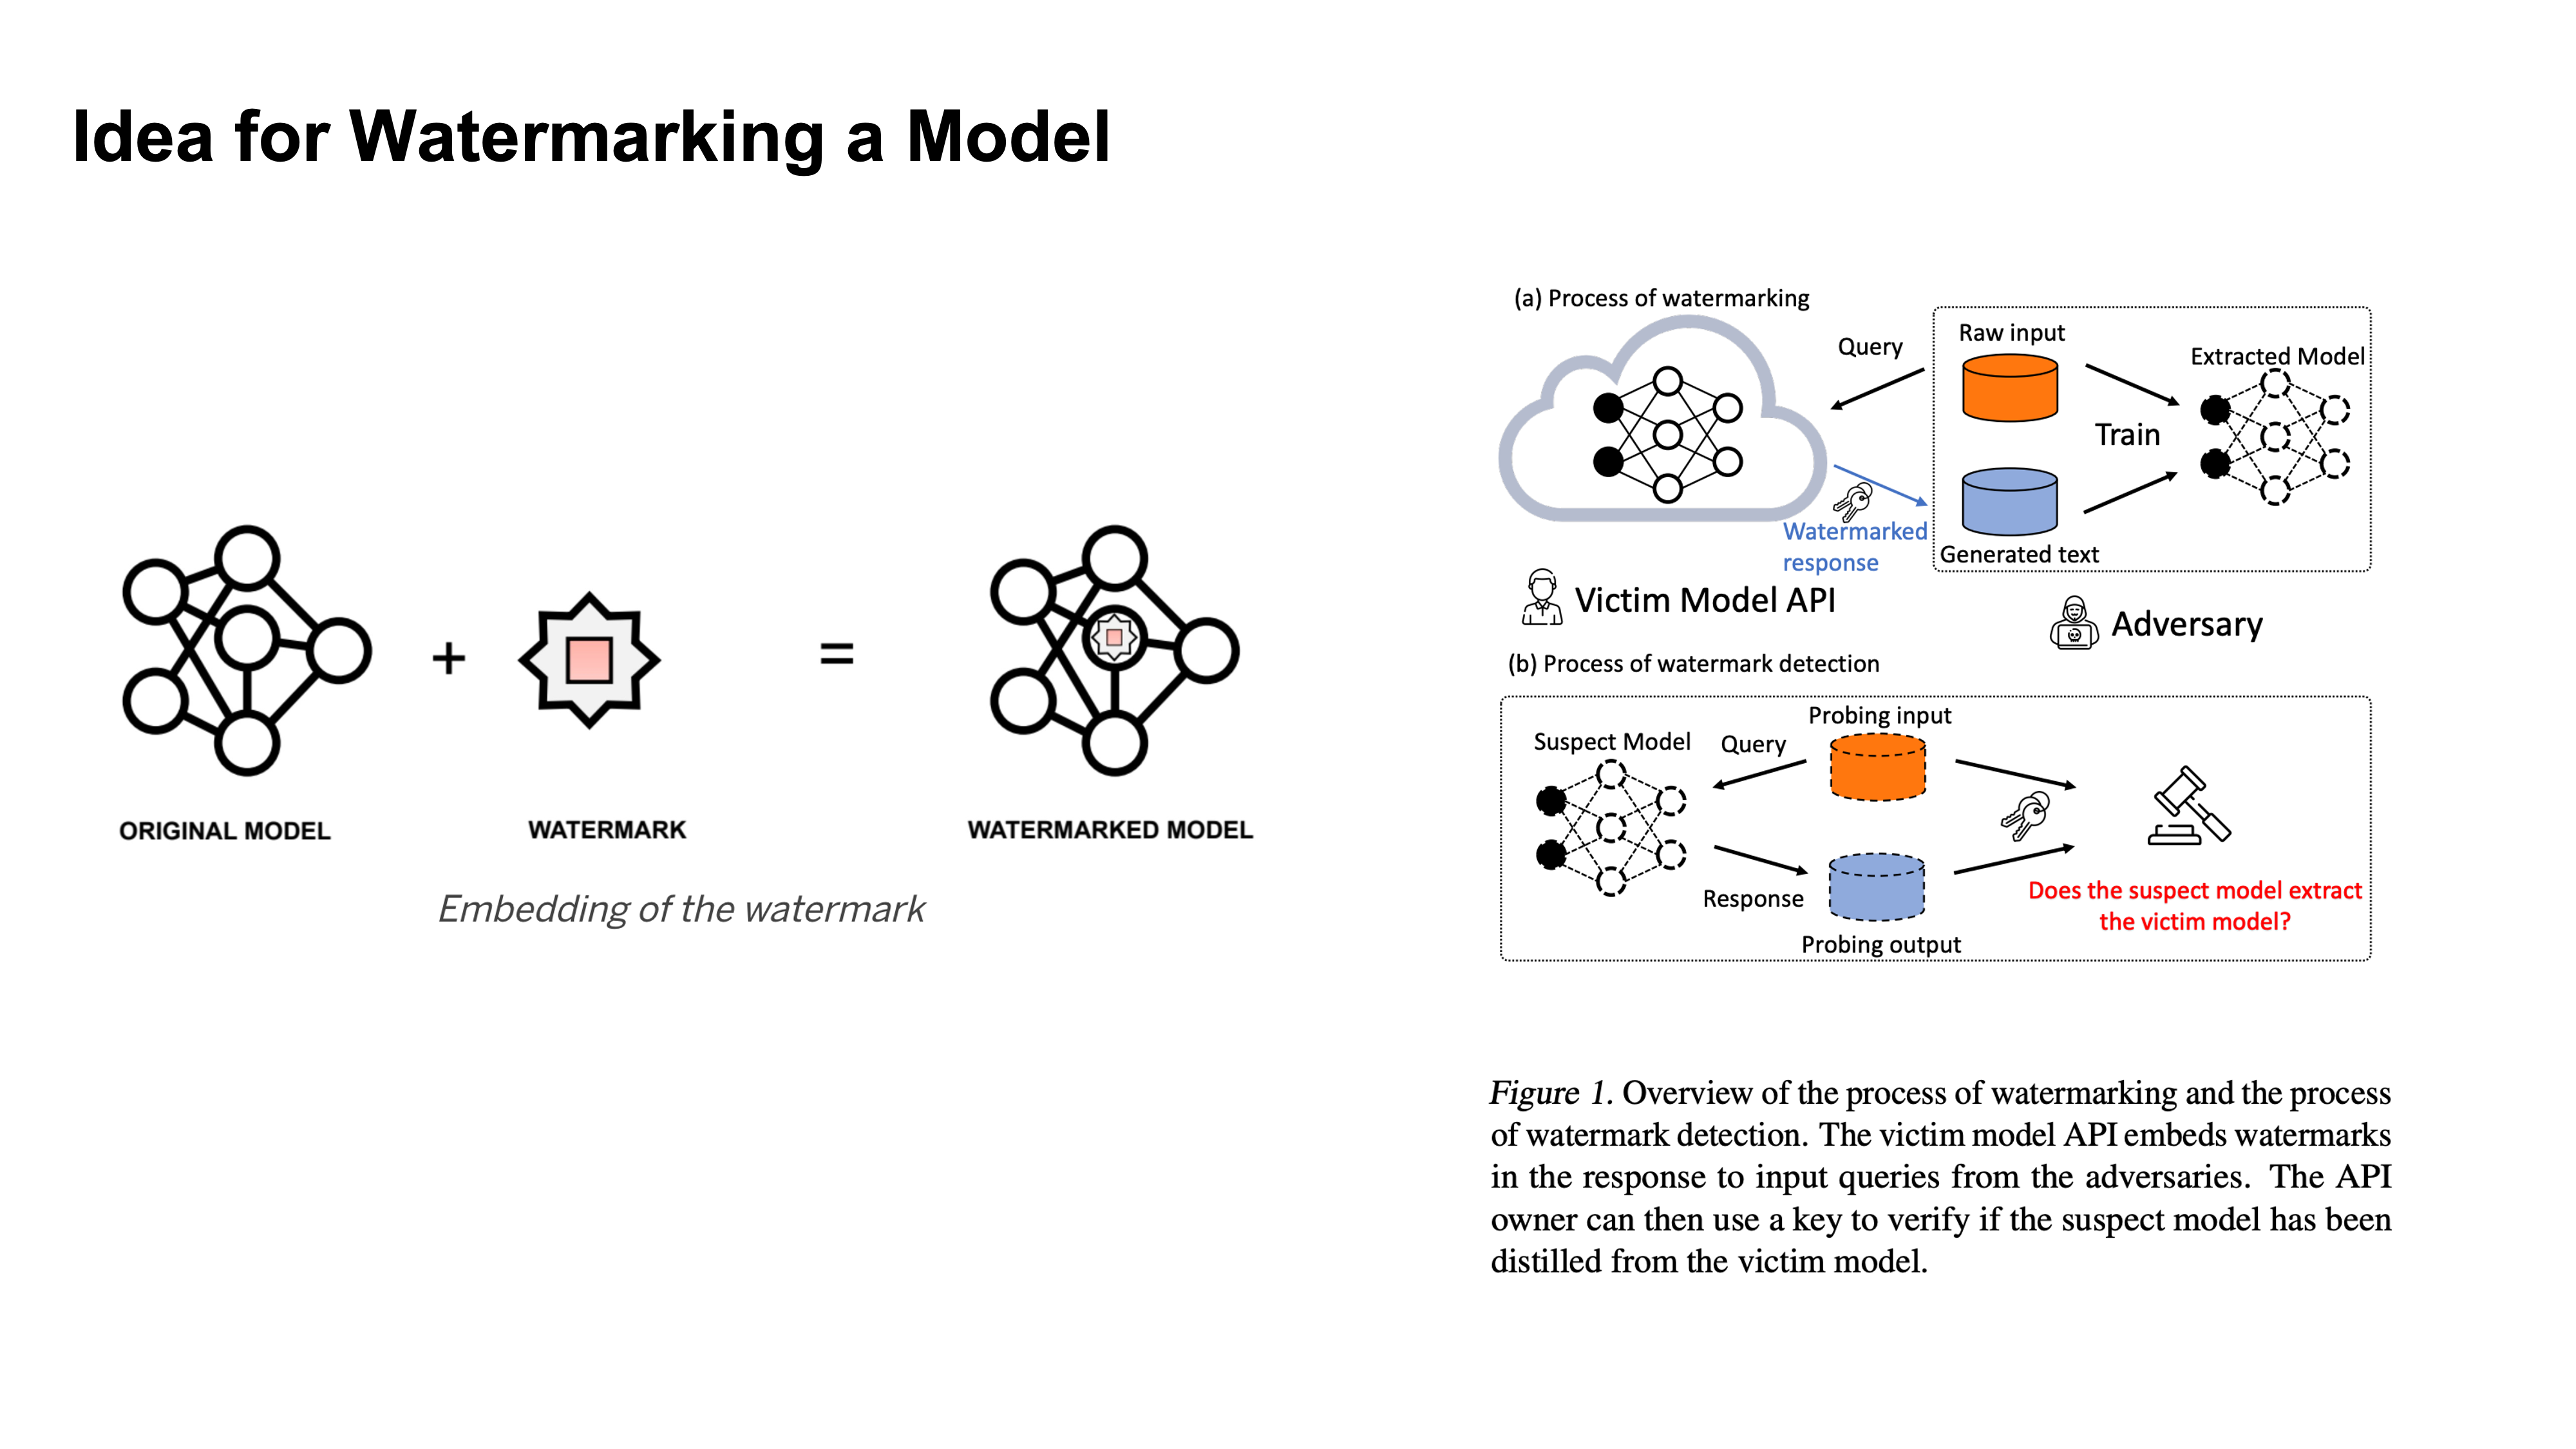 Idea for Watermarking a Model
+
=
ORIGINAL MODEL
WATERMARK
WATERMARKED MODEL
Embedding of the watermark
(a) Process of watermarking
Query
Raw input
Extracted Model
Train
Watermarked
response
Generated text
Victim Model API
Adversary
(b) Process of watermark detection
Probing input
Suspect Model
Query
Response
Does the suspect model extract
the victim model?
Probing output
Figure 1. Overview of the process of watermarking and the process
of watermark detection. The victim model API embeds watermarks
in the response to input queries from the adversaries. The API
owner can then use a key to verify if the suspect model has been
distilled from the victim model.